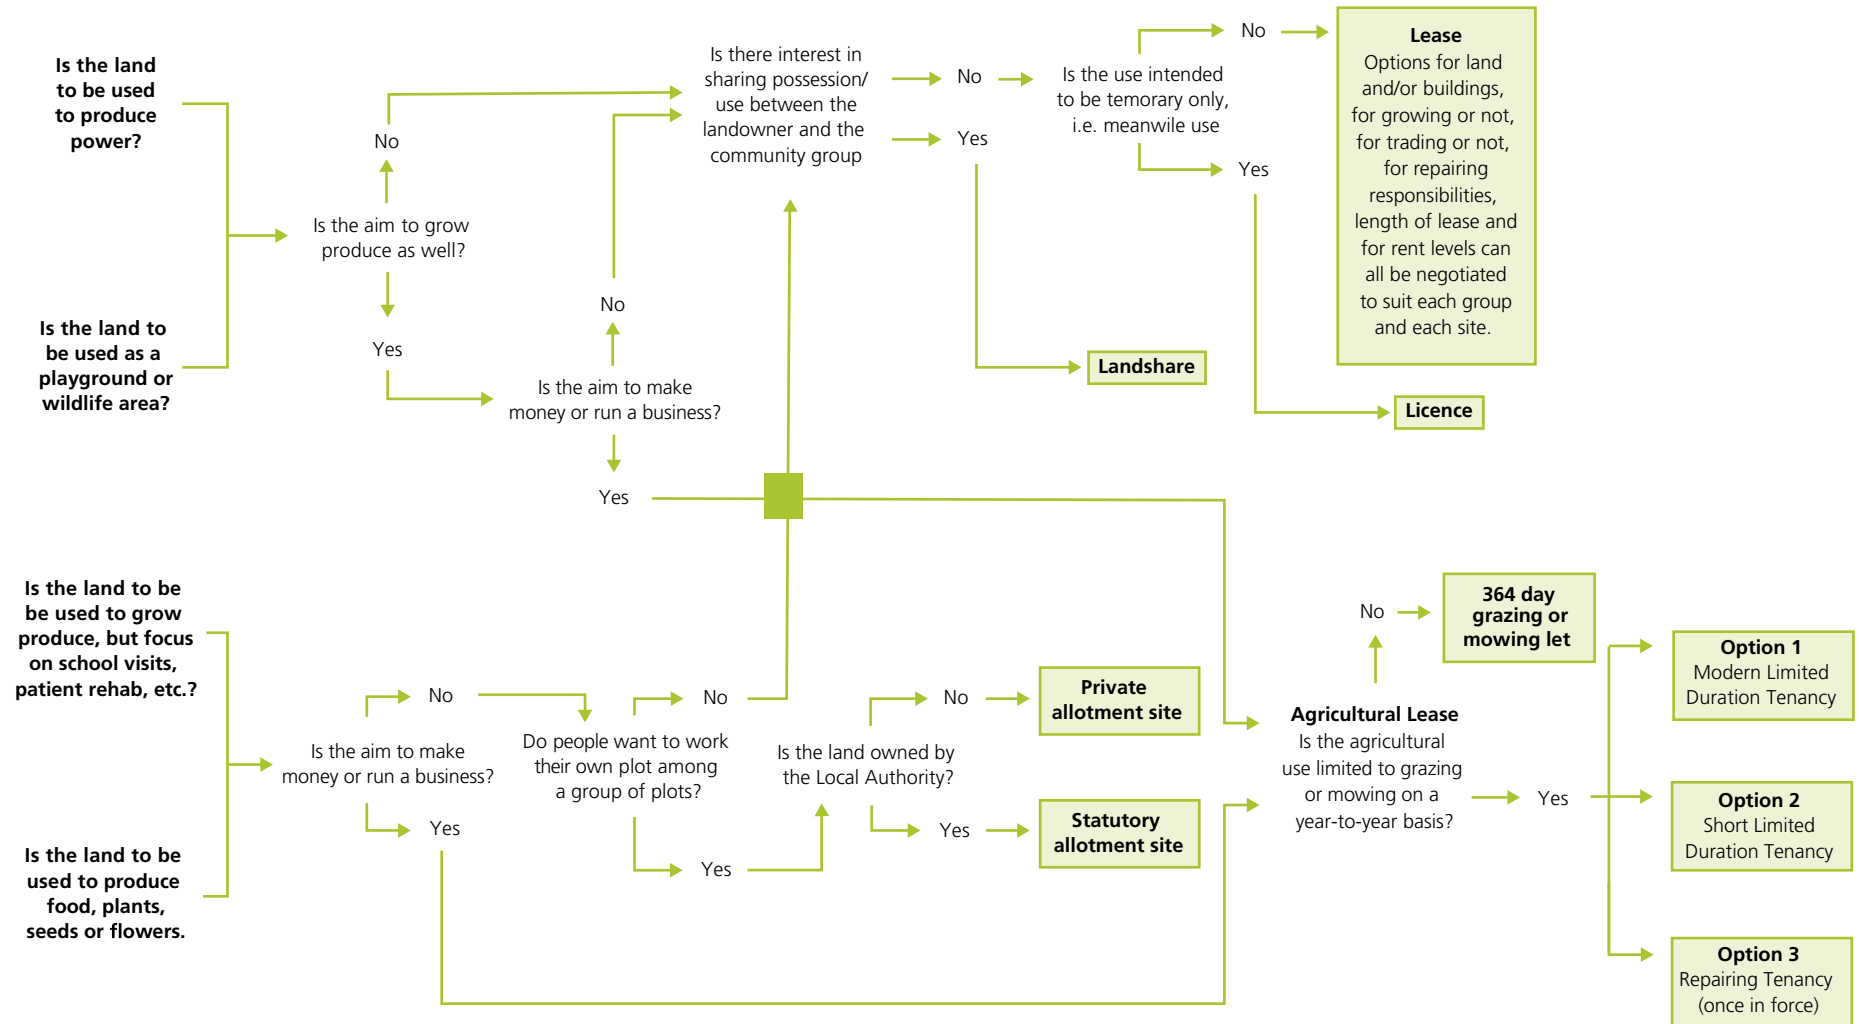 Is the land
to be used
to produce
power?
Is the land to
be used as a
playground or
wildlife area?
No
Is the aim to grow
produce as well?
Yes
No
Is the aim to make
money or run a business?
Yes
Is there interest in
sharing possession/
use between the
landowner and the
community group
No
Yes
Landshare
Is the use intended
to be temorary only,
i.e. meanwile use
No
Yes
Lease
Options for land
and/or buildings,
for growing or not,
for trading or not,
for repairing
responsibilities,
length of lease and
for rent levels can
all be negotiated
to suit each group
and each site.
Licence
Is the land to be
be used to grow
produce, but focus
on school visits,
patient rehab, etc.?
Is the land to be
used to produce
food, plants,
seeds or flowers.
No
Is the aim to make
money or run a business?
Yes
No
Do people want to work
their own plot among
a group of plots?
Yes
No
Is the land owned by
the Local Authority?
Yes
Private
allotment site
Statutory
allotment site
No
364 day
grazing or
mowing let
Agricultural Lease
Is the agricultural
use limited to grazing
or mowing on a
year-to-year basis?
Yes
Option 1
Modern Limited
Duration Tenancy
Option 2
Short Limited
Duration Tenancy
Option 3
Repairing Tenancy
(once in force)